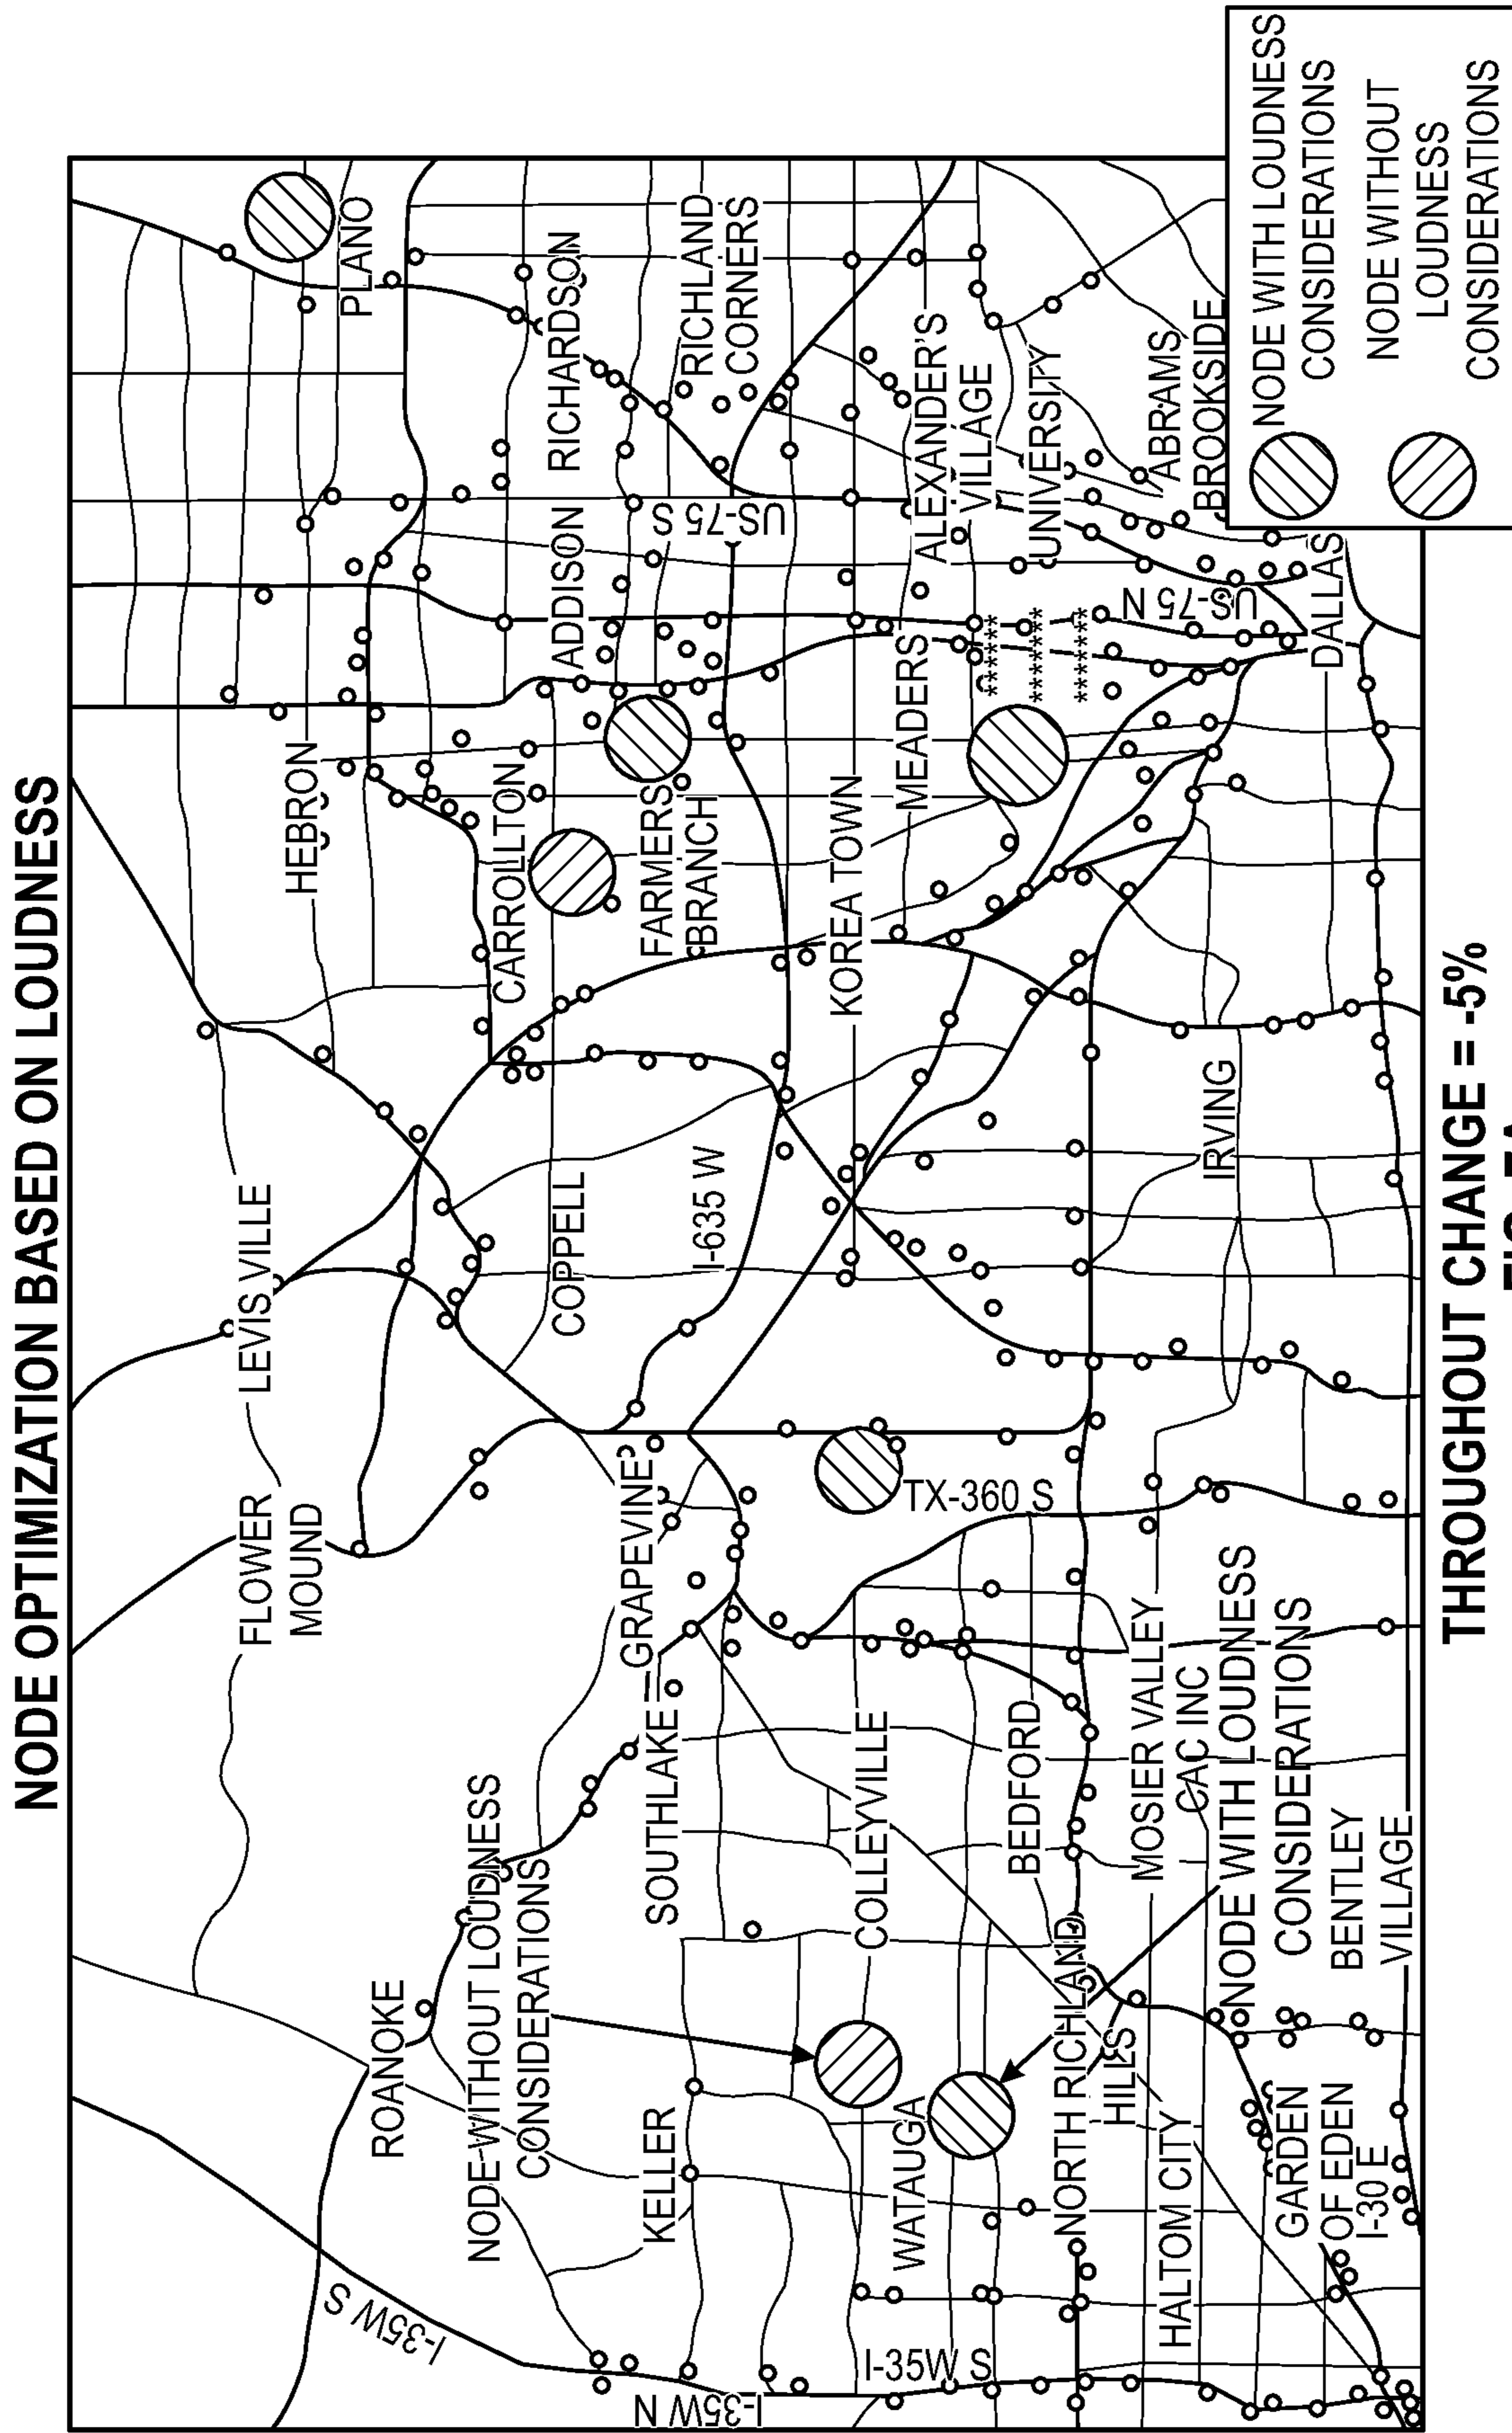 NODE OPTIMIZATION BASED ON LOUDNESS
PLANO
HEBRON
LEVIS VILLE
FLOWER
MOUND
ROANOKE
I-35W S
RICHARDSON
ADDISON
CARROLLTON
COPPELL
NODE WITHOUT LOUDNESS
CONSIDERATIONS
RICHLAND
CORNERS
US-75 S
FARMERS
BRANCH
I-635 W
GRAPEVINE
SOUTHLAKE
KELLER
I-35W N
ALEXANDER'S
VILLAGE
MEADERS
KOREA TOWN
TX-360 S
COLLEYVILLE
WATAUGA
I-35W S
UNIVERSITY
******
********
********
US-75 N
BEDFORD
NORTH RICHLAND
HILLS
ABRAMS
BROOKSIDE
DALLAS
IRVING
MOSIER VALLEY
CAC INC
NODE WITH LOUDNESS
CONSIDERATIONS
HALTOM CITY
GARDEN
OF EDEN
I-30 E
BENTLEY
VILLAGE
NODE WITH LOUDNESS
CONSIDERATIONS
NODE WITHOUT
LOUDNESS
CONSIDERATIONS
THROUGHOUT CHANGE = -5%